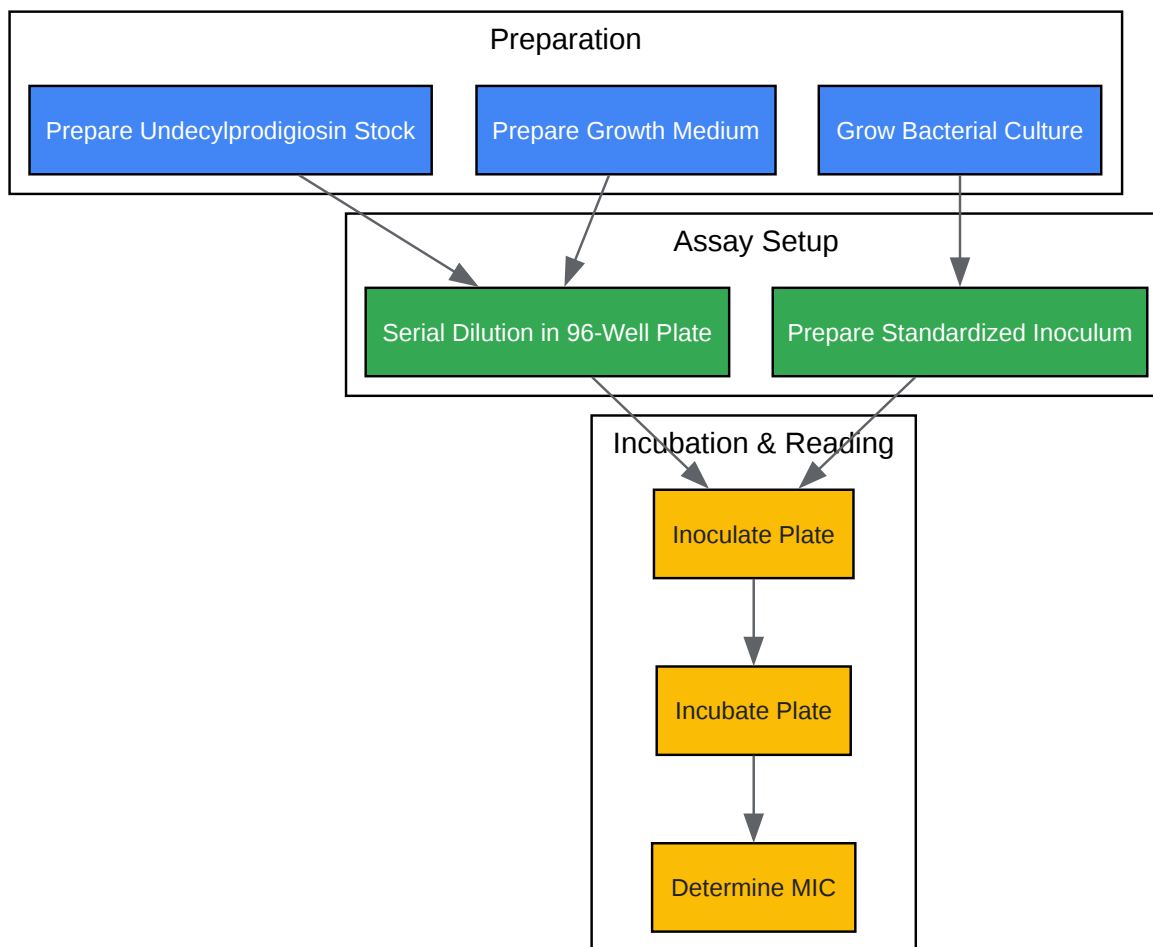 Preparation
Prepare Undecylprodigiosin Stock
Prepare Growth Medium
Grow Bacterial Culture
Assay Setup
Serial Dilution in 96-Well Plate
Prepare Standardized Inoculum
Incubation & Reading
Inoculate Plate
Incubate Plate
Determine MIC